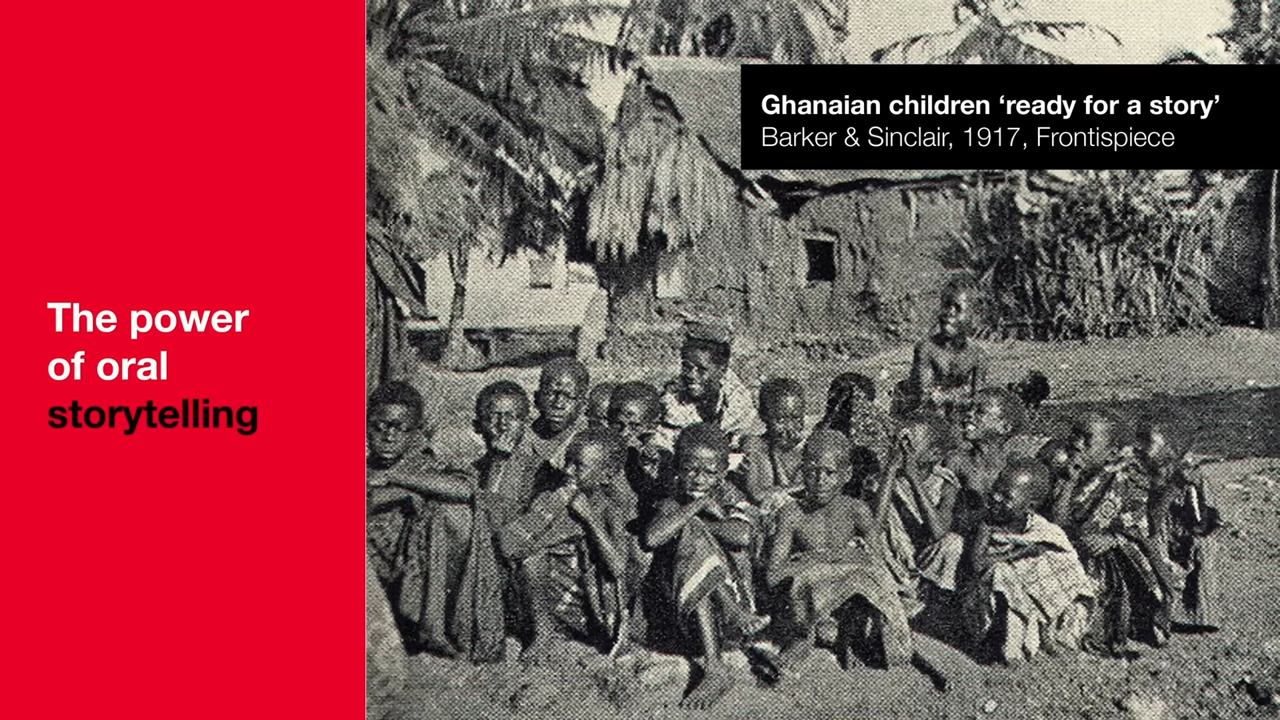 The power
of oral
storytelling
Ghanaian children ‘ready for a story’
Barker & Sinclair, 1917, Frontispiece